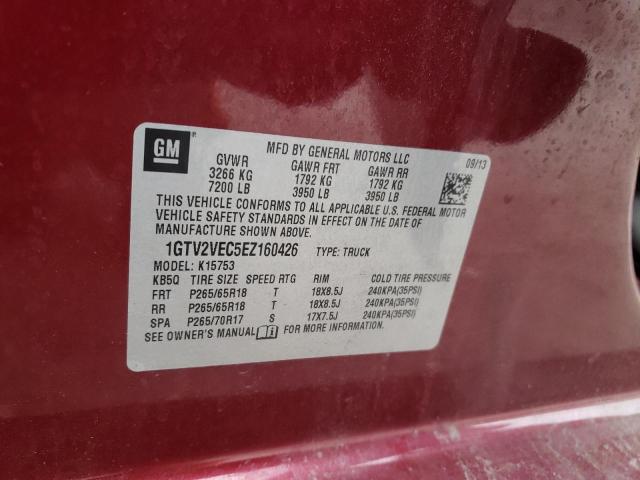 GM
MFD BY GENERAL MOTORS LLC
09/13
GVWR GAWR FRT GAWR RR
3266 KG 1792 KG 1792 KG
7200 LB 3950 LB 3950 LB
THIS VEHICLE CONFORMS TO ALL APPLICABLE U.S. FEDERAL MOTOR
VEHICLE SAFETY STANDARDS IN EFFECT ON THE DATE OF
MANUFACTURE SHOWN ABOVE.
1GTV2VEC5EZ160426 TYPE: TRUCK
MODEL: K15753
KB5Q TIRE SIZE SPEED RTG RIM COLD TIRE PRESSURE
FRT P265/65R18 T 18X8.5J 240KPA(35PSI)
RR P265/65R18 T 18X8.5J 240KPA(35PSI)
SPA P265/70R17 S 17X7.5J 240KPA(35PSI)
SEE OWNER'S MANUAL FOR MORE INFORMATION.